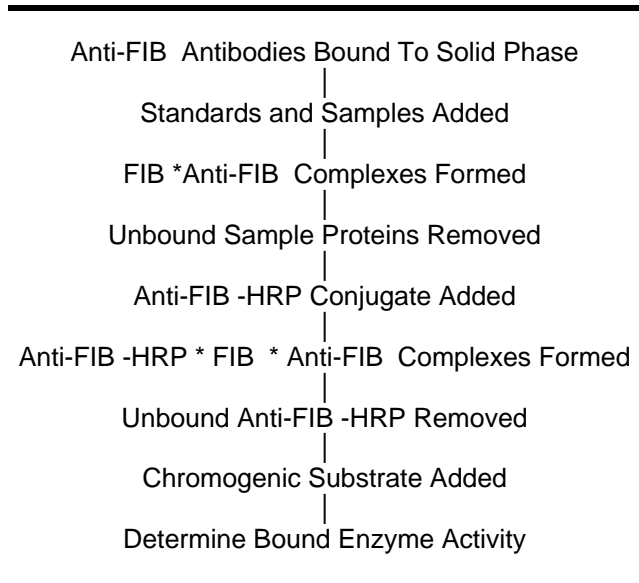 Anti-FIB Antibodies Bound To Solid Phase
Standards and Samples Added
FIB *Anti-FIB Complexes Formed
Unbound Sample Proteins Removed
Anti-FIB -HRP Conjugate Added
Anti-FIB -HRP * FIB * Anti-FIB Complexes Formed
Unbound Anti-FIB -HRP Removed
Chromogenic Substrate Added
Determine Bound Enzyme Activity